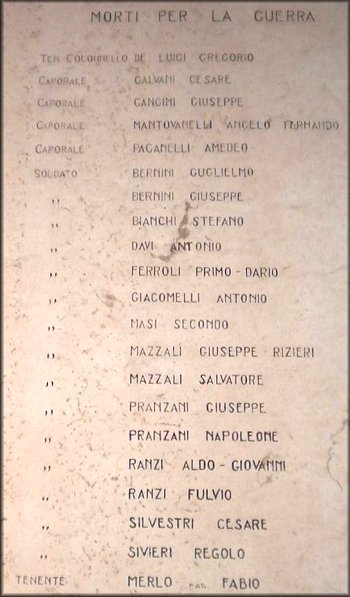 MORTI PER LA GUERRA
TEN COLONNELLO DE LUIGI GREGORIO
CAPORALE GALVANI CESARE
CAPORALE CANCINI GIUSEPPE
CAPORALE MANTOVANELLI ANGELO FERNANDO
CAPORALE PAGANELLI AMEDEO
SOLDATO BERNINI GUGLIELMO
,, BERNINI GIUSEPPE
,, BIANCHI STEFANO
,, DAVI ANTONIO
,, FERROLI PRIMO-DARIO
,, GIACOMELLI ANTONIO
,, MASI SECONDO
,, MAZZALI GIUSEPPE RIZIERI
,, MAZZALI SALVATORE
,, PRANZANI GIUSEPPE
,, PRANZANI NAPOLEONE
,, RANZI ALDO-GIOVANNI
,, RANZI FULVIO
,, SILVESTRI CESARE
,, SIVIERI REGOLO
TENENTE MERLO FABIO